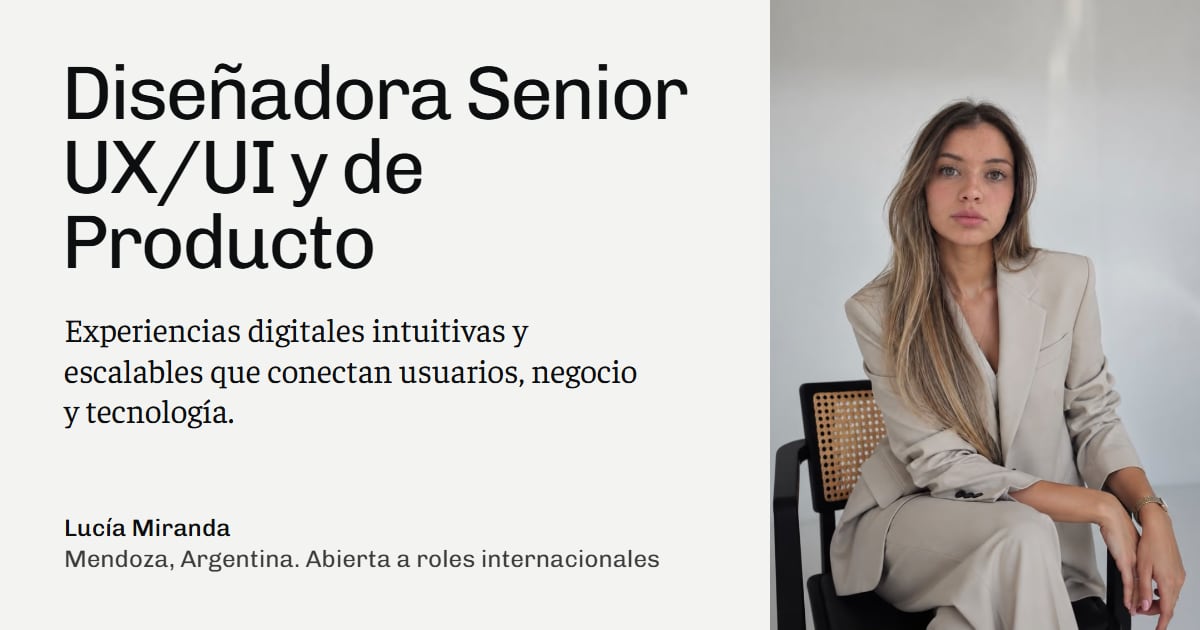 Diseñadora Senior
UX/UI y de
Producto
Experiencias digitales intuitivas y
escalables que conectan usuarios, negocio
y tecnología.
Lucía Miranda
Mendoza, Argentina. Abierta a roles internacionales